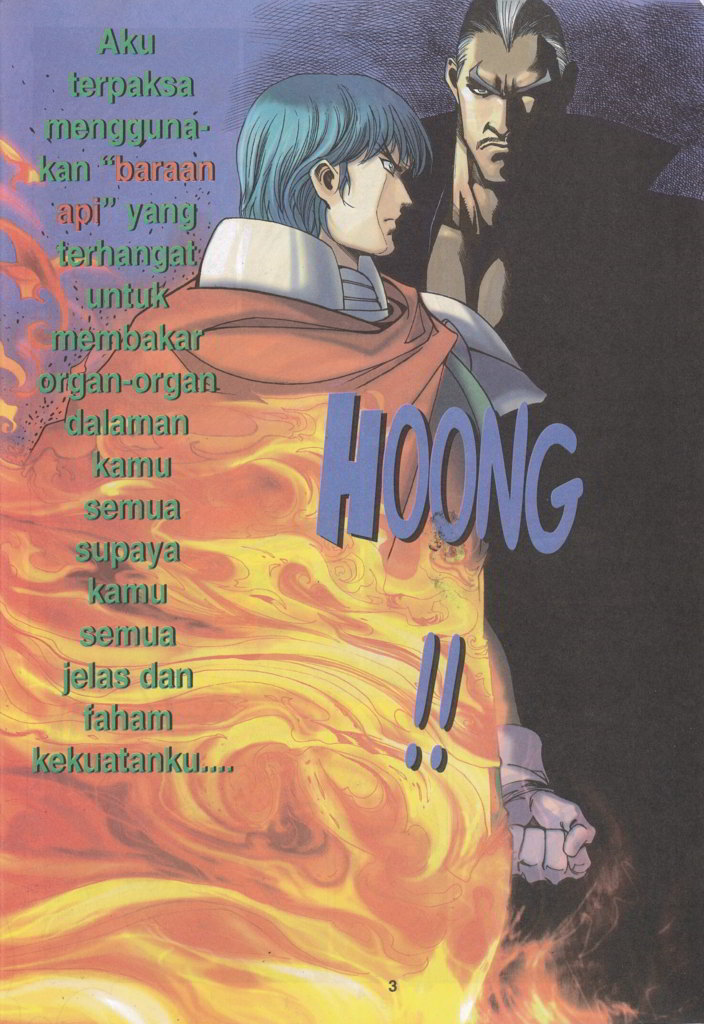 Aku
terpaksa
mengguna-
kan “baraan
api” yang
terhangat
untuk
membakar
organ-organ
dalaman
kamu
semua
supaya
kamu
semua
jelas dan
faham
kekuatanku....
HOONG
!!
3